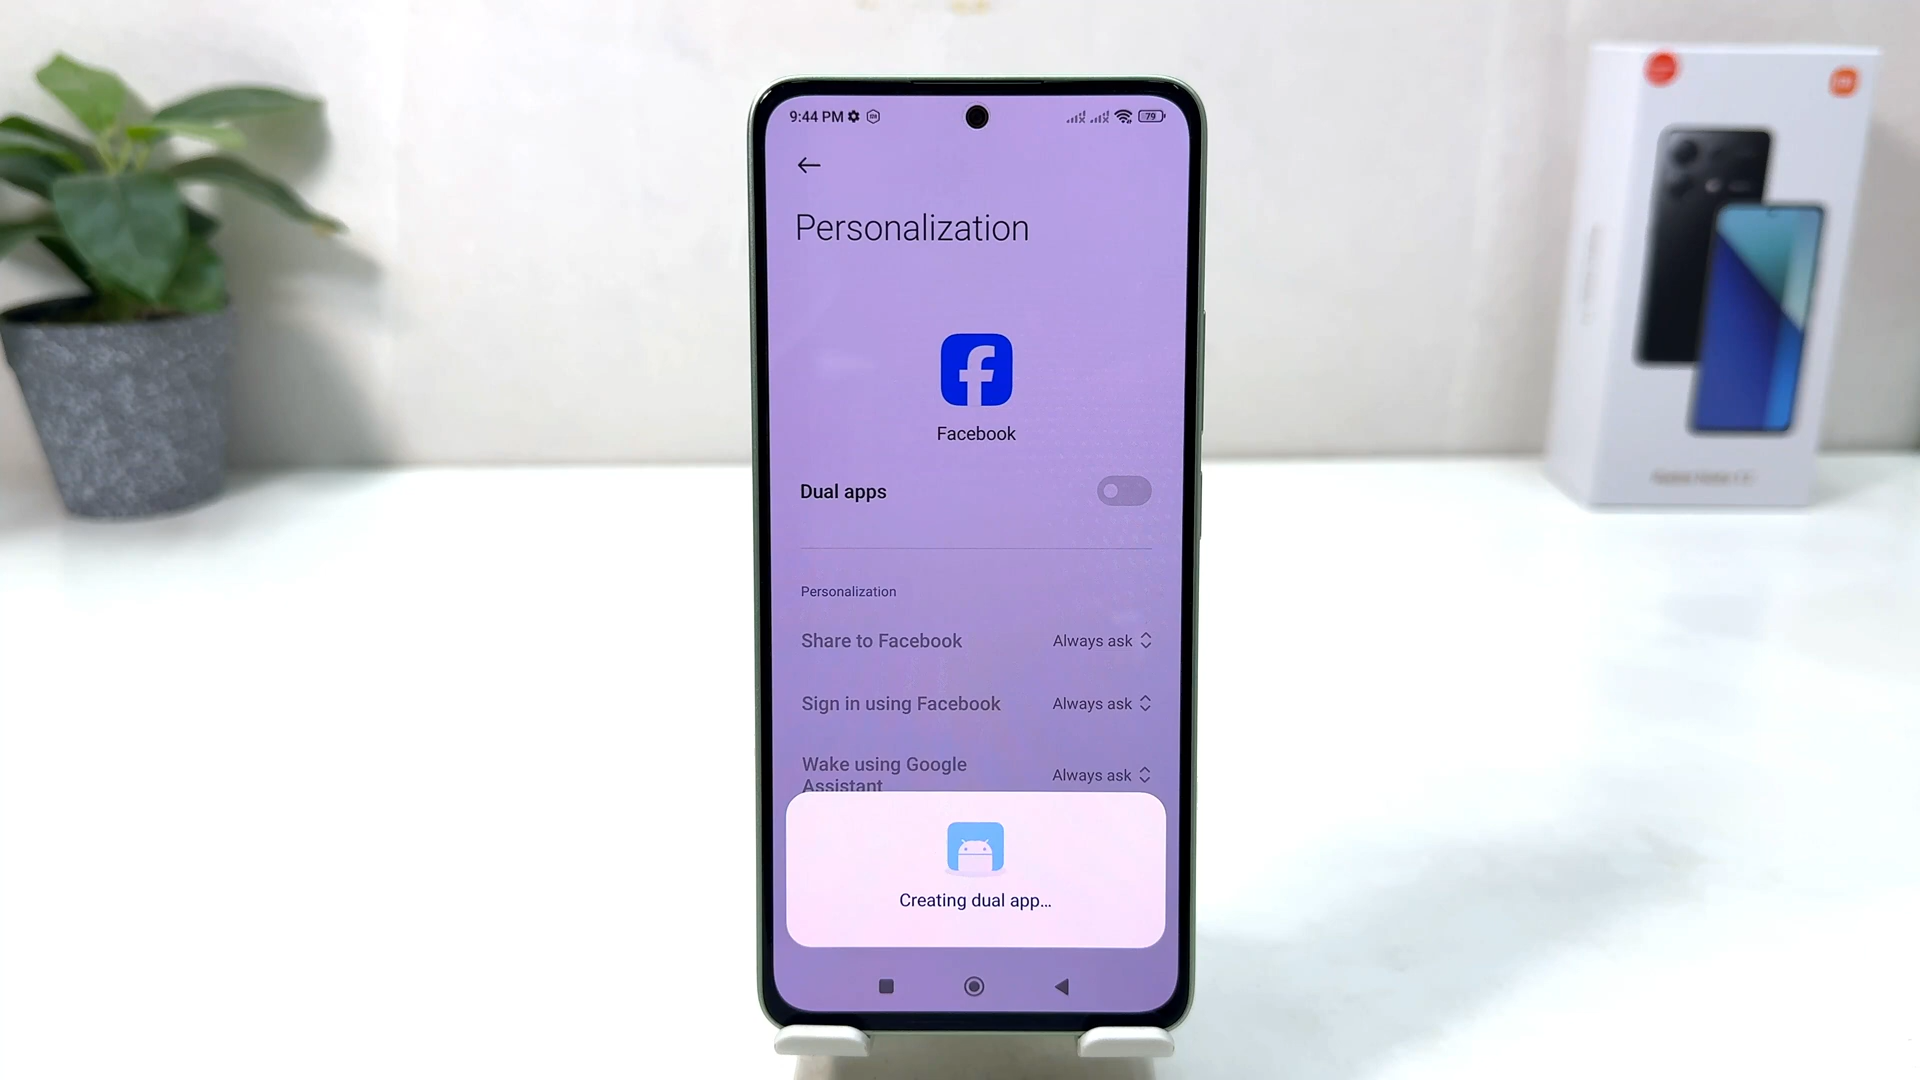 9:44 PM
79
Personalization
Facebook
Dual apps
Personalization
Share to Facebook Always ask
Sign in using Facebook Always ask
Wake using Google
Assistant
Always ask
Creating dual app...